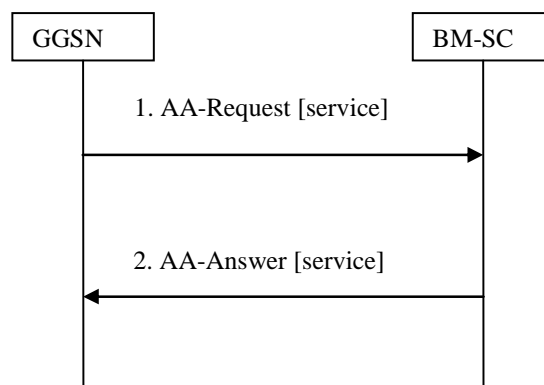 GGSN
BM-SC
1. AA-Request [service]
2. AA-Answer [service]